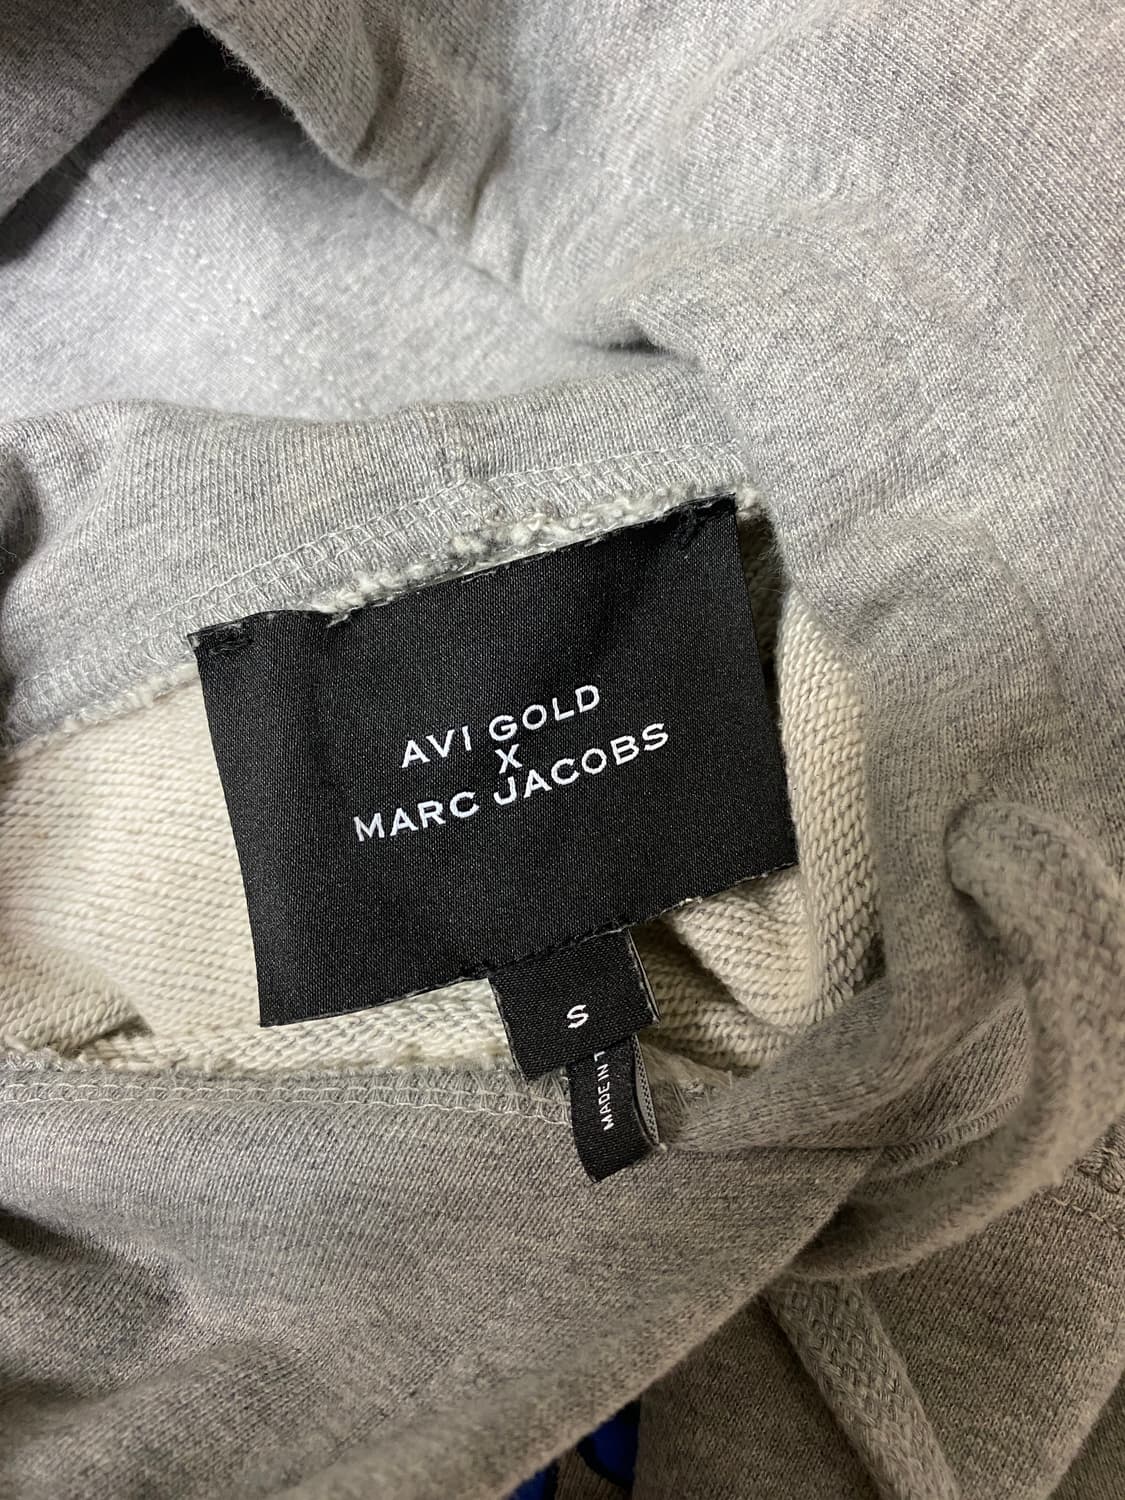 AVI GOLD
X
MARC JACOBS
S
MADE IN